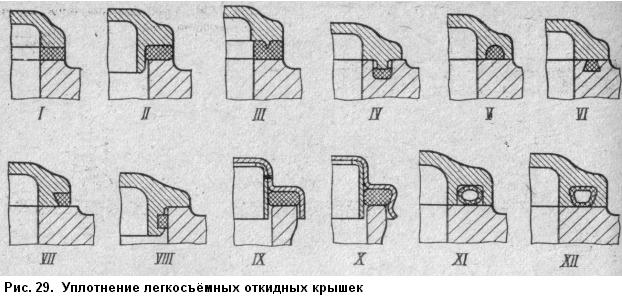 I II III IV V VI
VII VIII IX X XI XII
Рис. 29. Уплотнение легкосъёмных откидных крышек